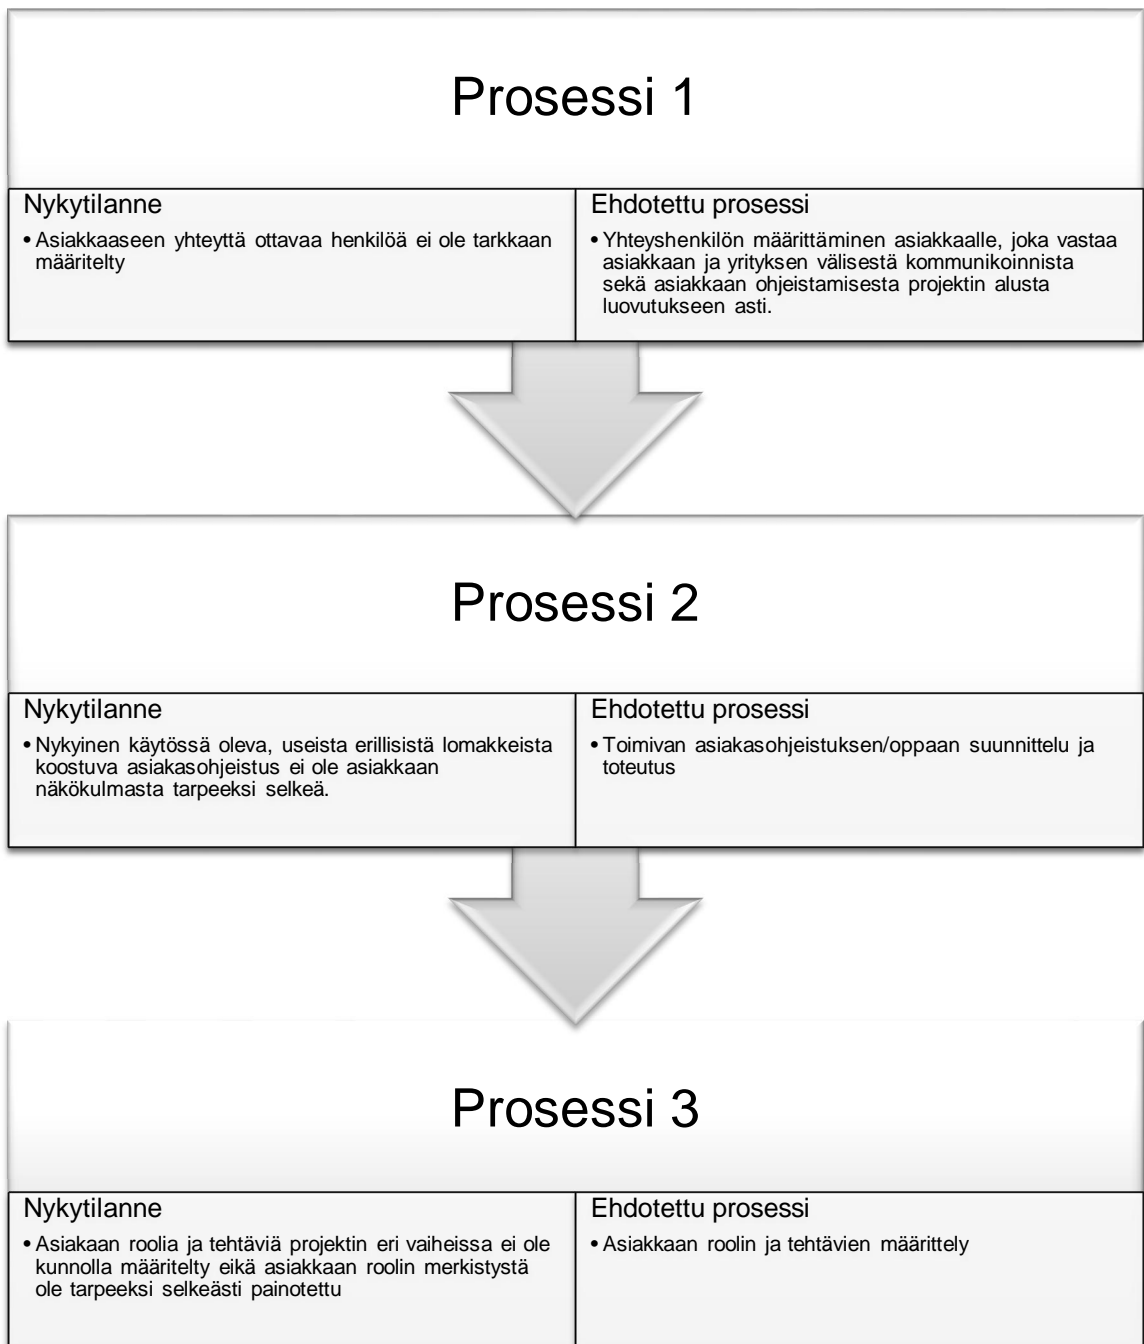 Prosessi 1
Nykytilanne
• Asiakkaaseen yhteyttä ottavaa henkilöä ei ole tarkkaan
määritelty
Ehdotettu prosessi
• Yhteyshenkilön määrittäminen asiakkaalle, joka vastaa
asiakkaan ja yrityksen välisestä kommunikoinnista
sekä asiakkaan ohjeistamisesta projektin alusta
luovutukseen asti.
Prosessi 2
Nykytilanne
• Nykyinen käytössä oleva, useista erillisistä lomakkeista
koostuva asiakasohjeistus ei ole asiakkaan
näkökulmasta tarpeeksi selkeä.
Ehdotettu prosessi
• Toimivan asiakasohjeistuksen/oppaan suunnittelu ja
toteutus
Prosessi 3
Nykytilanne
• Asiakaan roolia ja tehtäviä projektin eri vaiheissa ei ole
kunnolla määritelty eikä asiakkaan roolin merkistystä
ole tarpeeksi selkeästi painotettu
Ehdotettu prosessi
• Asiakkaan roolin ja tehtävien määrittely